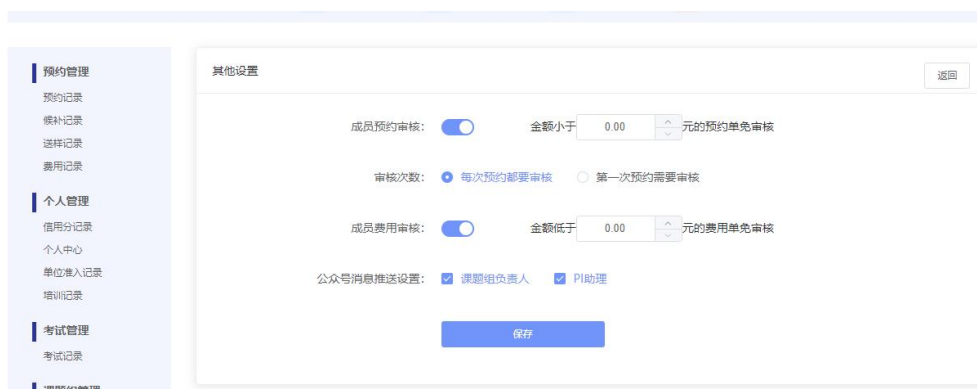 预约管理
预约记录
候补记录
送样记录
费用记录
个人管理
信用分记录
个人中心
单位准入记录
培训记录
考试管理
考试记录
课题组管理
其他设置
返回
成员预约审核： 金额小于 0.00 元的预约单免审核
审核次数： 每次预约都要审核 第一次预约需要审核
成员费用审核： 金额低于 0.00 元的费用单免审核
公众号消息推送设置： 课题组负责人 PI助理
保存